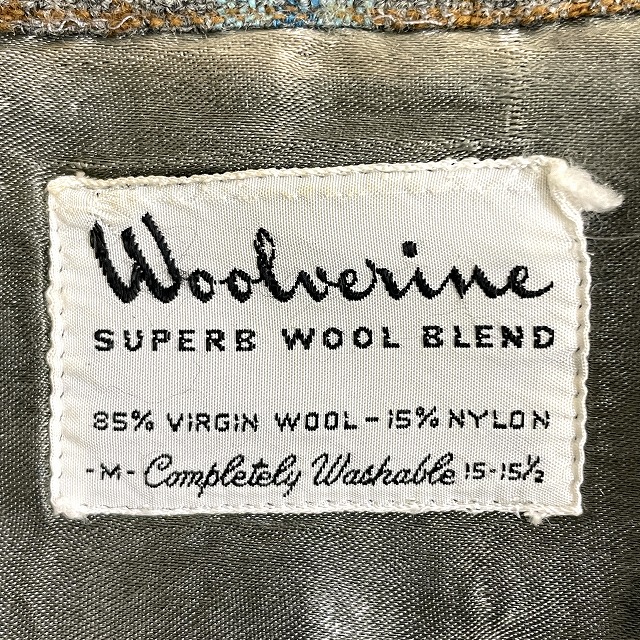 Woolverine
SUPERB WOOL BLEND
85% VIRGIN WOOL-15% NYLON
-M- Completely Washable 15-15½